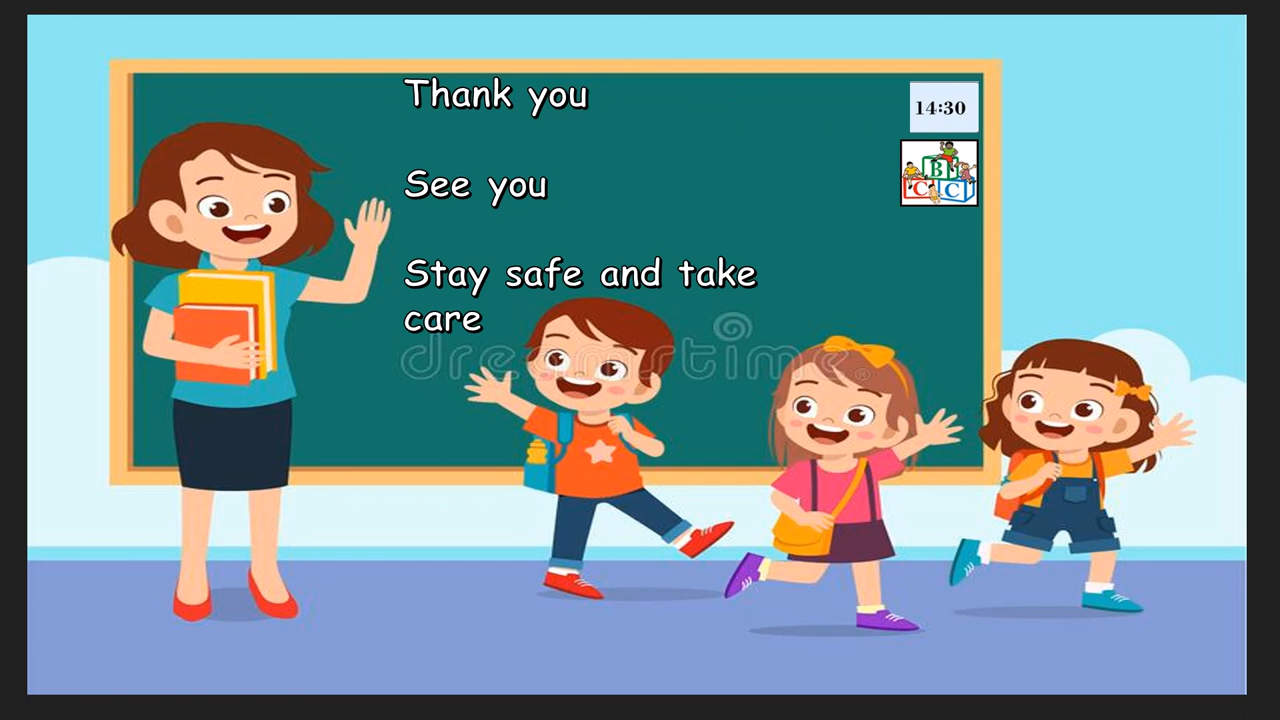 Thank you
14:30
B
C C
See you
Stay safe and take
care
dreamstime